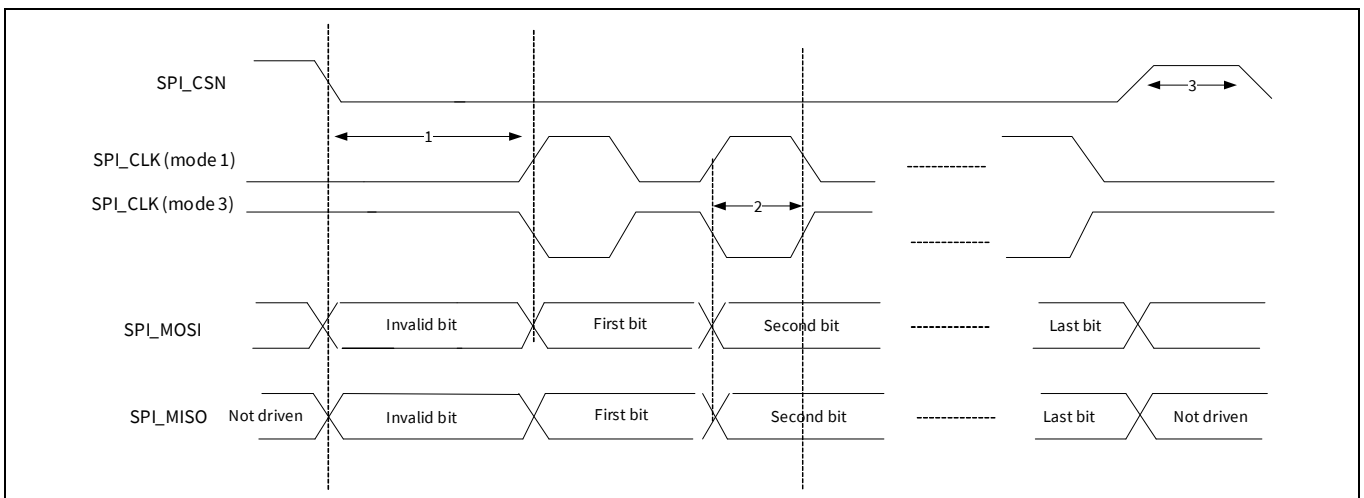 SPI_CSN
3
1
SPI_CLK (mode 1)
SPI_CLK (mode 3)
2
SPI_MOSI Invalid bit First bit Second bit Last bit
SPI_MISO Not driven Invalid bit First bit Second bit Last bit Not driven